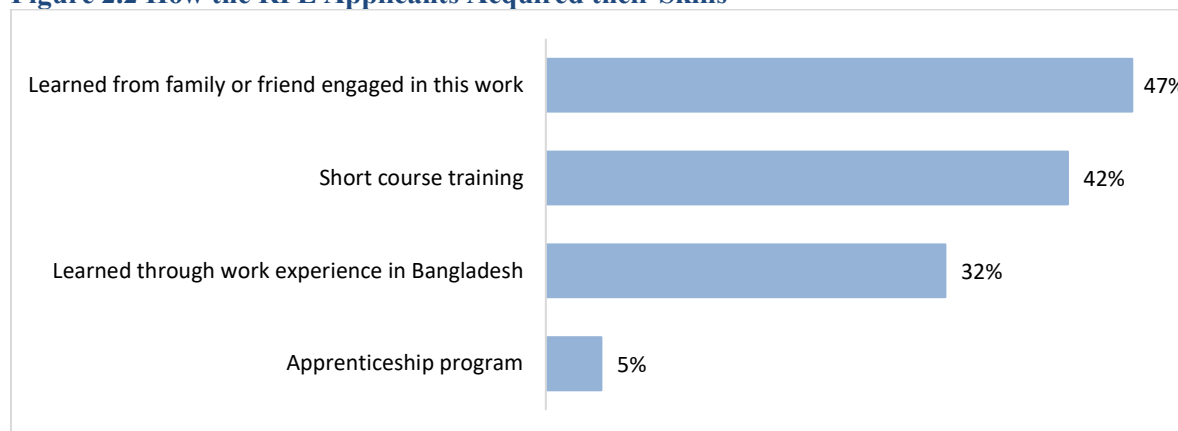 Figure 2.2 How the RPL Applicants Acquired their Skills
Learned from family or friend engaged in this work 47%
Short course training 42%
Learned through work experience in Bangladesh 32%
Apprenticeship program 5%